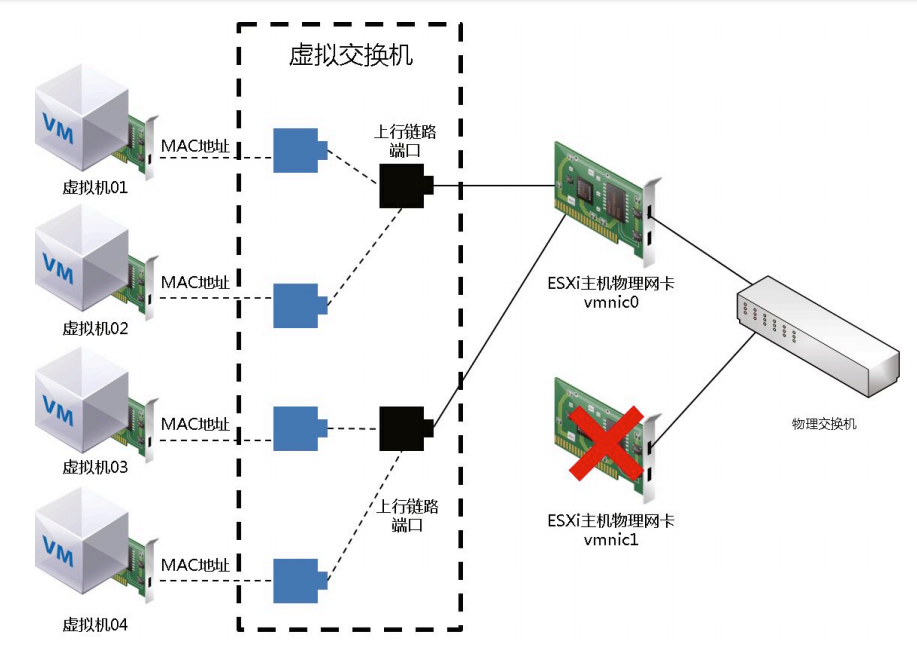 虚拟交换机
VM
虚拟机01
MAC地址
上行链路
端口
VM
虚拟机02
MAC地址
ESXi主机物理网卡
vmnic0
VM
虚拟机03
MAC地址
物理交换机
上行链路
端口
ESXi主机物理网卡
vmnic1
VM
虚拟机04
MAC地址